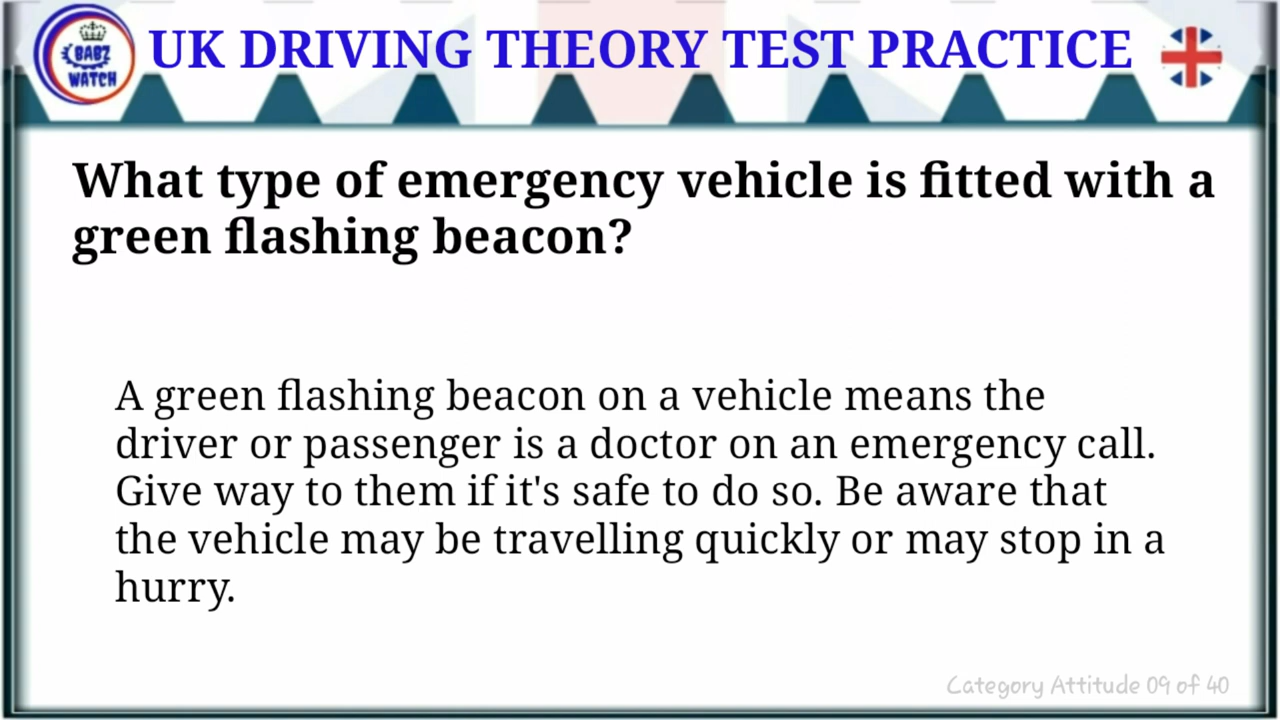 BABZ
WATCH
UK DRIVING THEORY TEST PRACTICE
What type of emergency vehicle is fitted with a
green flashing beacon?
A green flashing beacon on a vehicle means the
driver or passenger is a doctor on an emergency call.
Give way to them if it's safe to do so. Be aware that
the vehicle may be travelling quickly or may stop in a
hurry.
Category Attitude 09 of 40